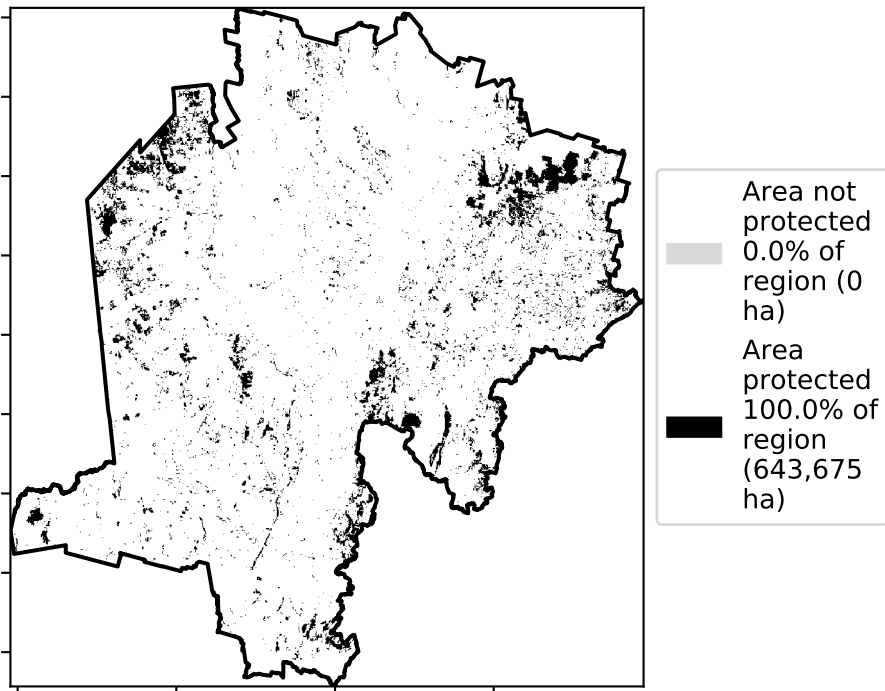 Area not
protected
0.0% of
region (0
ha)
Area
protected
100.0% of
region
(643,675
ha)